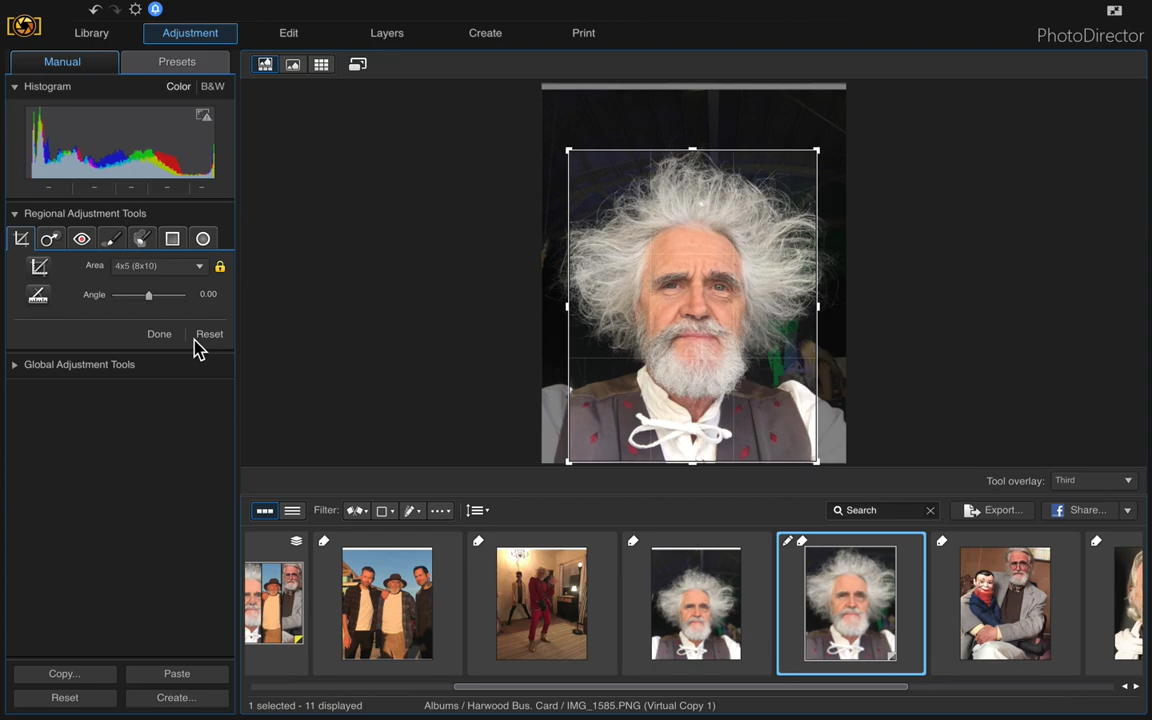 Library
Adjustment
Edit
Layers
Create
Print
PhotoDirector
Manual
Presets
Histogram
Color
B&W
Regional Adjustment Tools
Area
4x5 (8x10)
Angle
0.00
Done
Reset
Global Adjustment Tools
Tool overlay:
Third
Filter:
Search
Export...
Share...
Copy...
Paste
Reset
Create...
1 selected - 11 displayed
Albums / Harwood Bus. Card / IMG_1585.PNG (Virtual Copy 1)